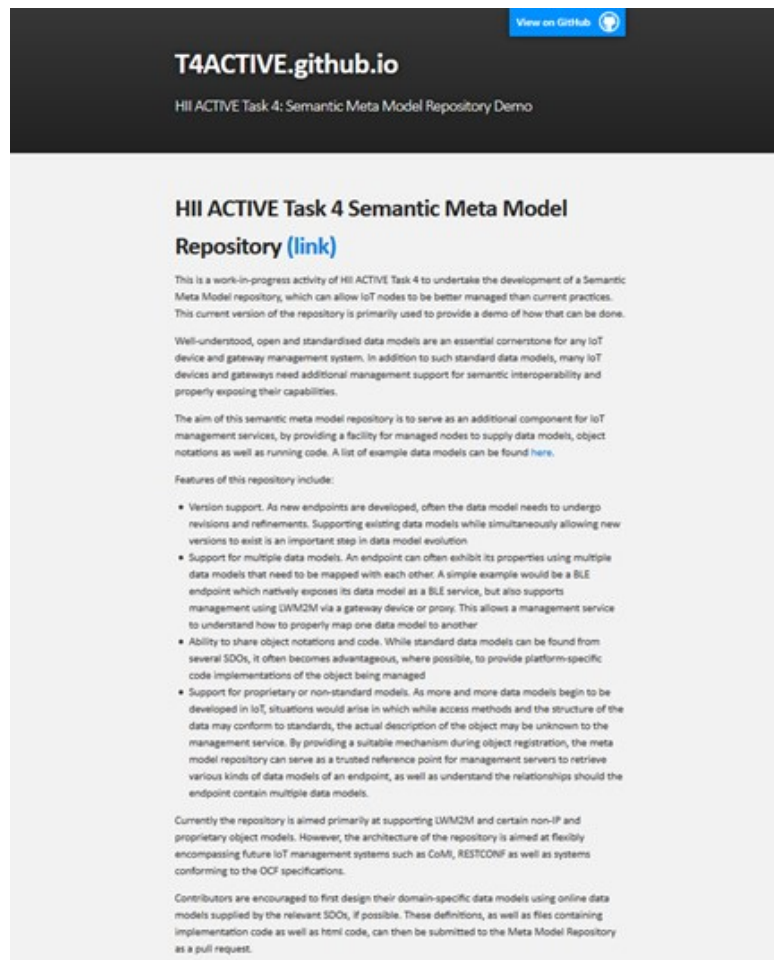 View on GitHub
T4ACTIVE.github.io
HII ACTIVE Task 4: Semantic Meta Model Repository Demo
HII ACTIVE Task 4 Semantic Meta Model
Repository (link)
This is a work-in-progress activity of HII ACTIVE Task 4 to undertake the development of a Semantic
Meta Model repository, which can allow IoT nodes to be better managed than current practices.
This current version of the repository is primarily used to provide a demo of how that can be done.
Well-understood, open and standardised data models are an essential cornerstone for any IoT
device and gateway management system. In addition to such standard data models, many IoT
devices and gateways need additional management support for semantic interoperability and
properly exposing their capabilities.
The aim of this semantic meta model repository is to serve as an additional component for IoT
management services, by providing a facility for managed nodes to supply data models, object
notations as well as running code. A list of example data models can be found here.
Features of this repository include:
• Version support. As new endpoints are developed, often the data model needs to undergo
revisions and refinements. Supporting existing data models while simultaneously allowing new
versions to exist is an important step in data model evolution
• Support for multiple data models. An endpoint can often exhibit its properties using multiple
data models that need to be mapped with each other. A simple example would be a BLE
endpoint which natively exposes its data model as a BLE service, but also supports
management using LWM2M via a gateway device or proxy. This allows a management service
to understand how to properly map one data model to another
• Ability to share object notations and code. While standard data models can be found from
several SDOs, it often becomes advantageous, where possible, to provide platform-specific
code implementations of the object being managed
• Support for proprietary or non-standard models. As more and more data models begin to be
developed in IoT, situations would arise in which while access methods and the structure of the
data may conform to standards, the actual description of the object may be unknown to the
management service. By providing a suitable mechanism during object registration, the meta
model repository can serve as a trusted reference point for management servers to retrieve
various kinds of data models of an endpoint, as well as understand the relationships should the
endpoint contain multiple data models.
Currently the repository is aimed primarily at supporting LWM2M and certain non-IP and
proprietary object models. However, the architecture of the repository is aimed at flexibly
encompassing future IoT management systems such as CoMI, RESTCONF as well as systems
conforming to the OCF specifications.
Contributors are encouraged to first design their domain-specific data models using online data
models supplied by the relevant SDOs, if possible. These definitions, as well as files containing
implementation code as well as html code, can then be submitted to the Meta Model Repository
as a pull request.